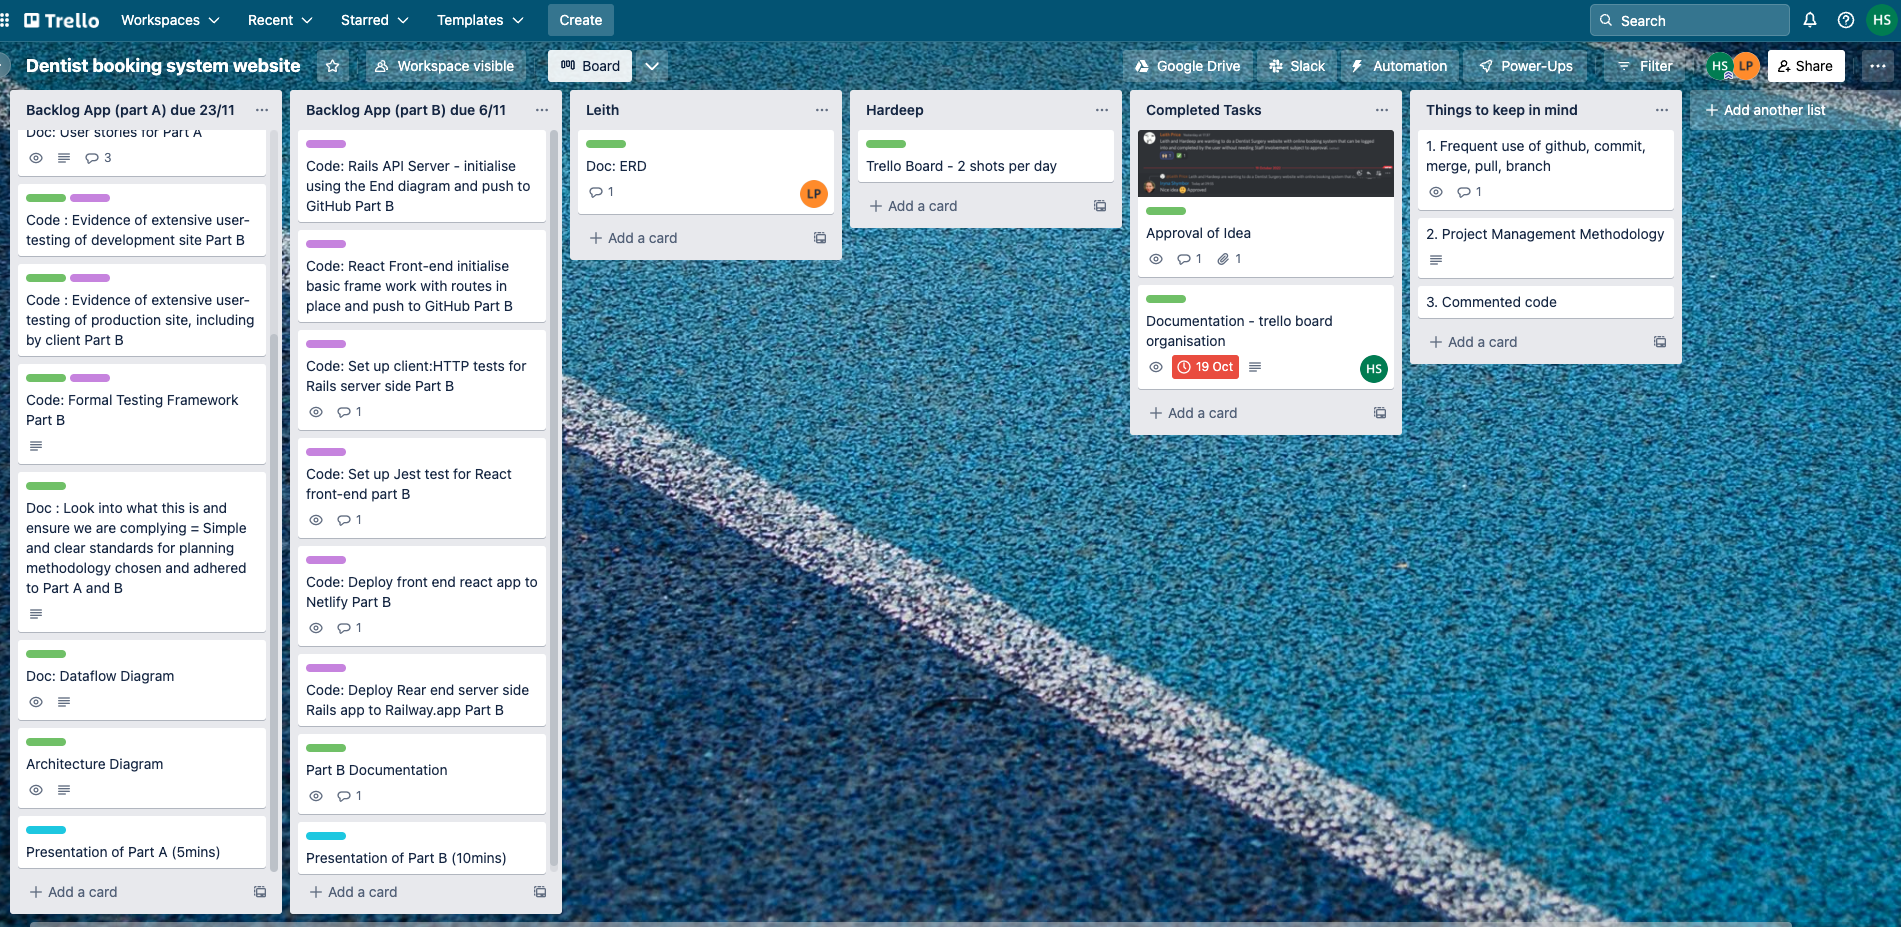 Trello
Workspaces
Recent
Starred
Templates
Create
Search
HS
Dentist booking system website
Workspace visible
Board
Google Drive
Slack
Automation
Power-Ups
Filter
HS
LP
Share
Backlog App (part A) due 23/11
Doc: User stories for Part A
3
Code : Evidence of extensive user-
testing of development site Part B
Code : Evidence of extensive user-
testing of production site, including
by client Part B
Code: Formal Testing Framework
Part B
Doc : Look into what this is and
ensure we are complying = Simple
and clear standards for planning
methodology chosen and adhered
to Part A and B
Doc: Dataflow Diagram
Architecture Diagram
Presentation of Part A (5mins)
+ Add a card
Backlog App (part B) due 6/11
Code: Rails API Server - initialise
using the End diagram and push to
GitHub Part B
Code: React Front-end initialise
basic frame work with routes in
place and push to GitHub Part B
Code: Set up client:HTTP tests for
Rails server side Part B
1
Code: Set up Jest test for React
front-end part B
1
Code: Deploy front end react app to
Netlify Part B
1
Code: Deploy Rear end server side
Rails app to Railway.app Part B
Part B Documentation
1
Presentation of Part B (10mins)
+ Add a card
Leith
Doc: ERD
1
LP
+ Add a card
Hardeep
Trello Board - 2 shots per day
+ Add a card
Completed Tasks
Approval of Idea
1
1
Documentation - trello board
organisation
19 Oct
HS
+ Add a card
Things to keep in mind
1. Frequent use of github, commit,
merge, pull, branch
1
2. Project Management Methodology
3. Commented code
+ Add a card
+ Add another list